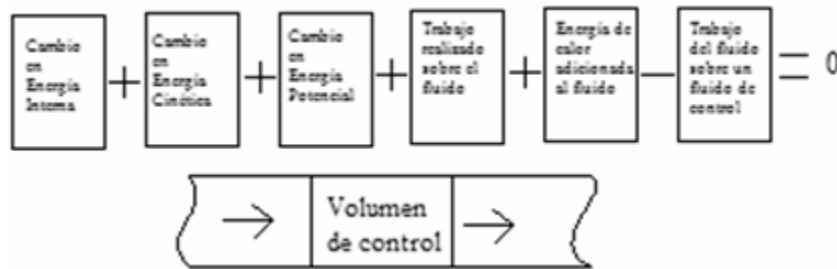 Cambio
en
Energía
Interna
+
Cambio
en
Energía
Cinética
+
Cambio
en
Energía
Potencial
+
Trabajo
realizado
sobre el
fluido
+
Energía de
calor
adicionada
al fluido
—
Trabajo
del fluido
sobre un
fluido de
control
= 0
Volumen
de control